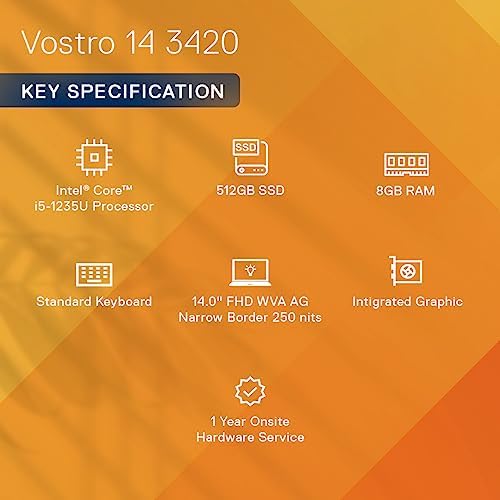 Vostro 14 3420
KEY SPECIFICATION
SSD
Intel® Core™
i5-1235U Processor
512GB SSD
8GB RAM
Standard Keyboard
14.0" FHD WVA AG
Narrow Border 250 nits
Intigrated Graphic
1 Year Onsite
Hardware Service